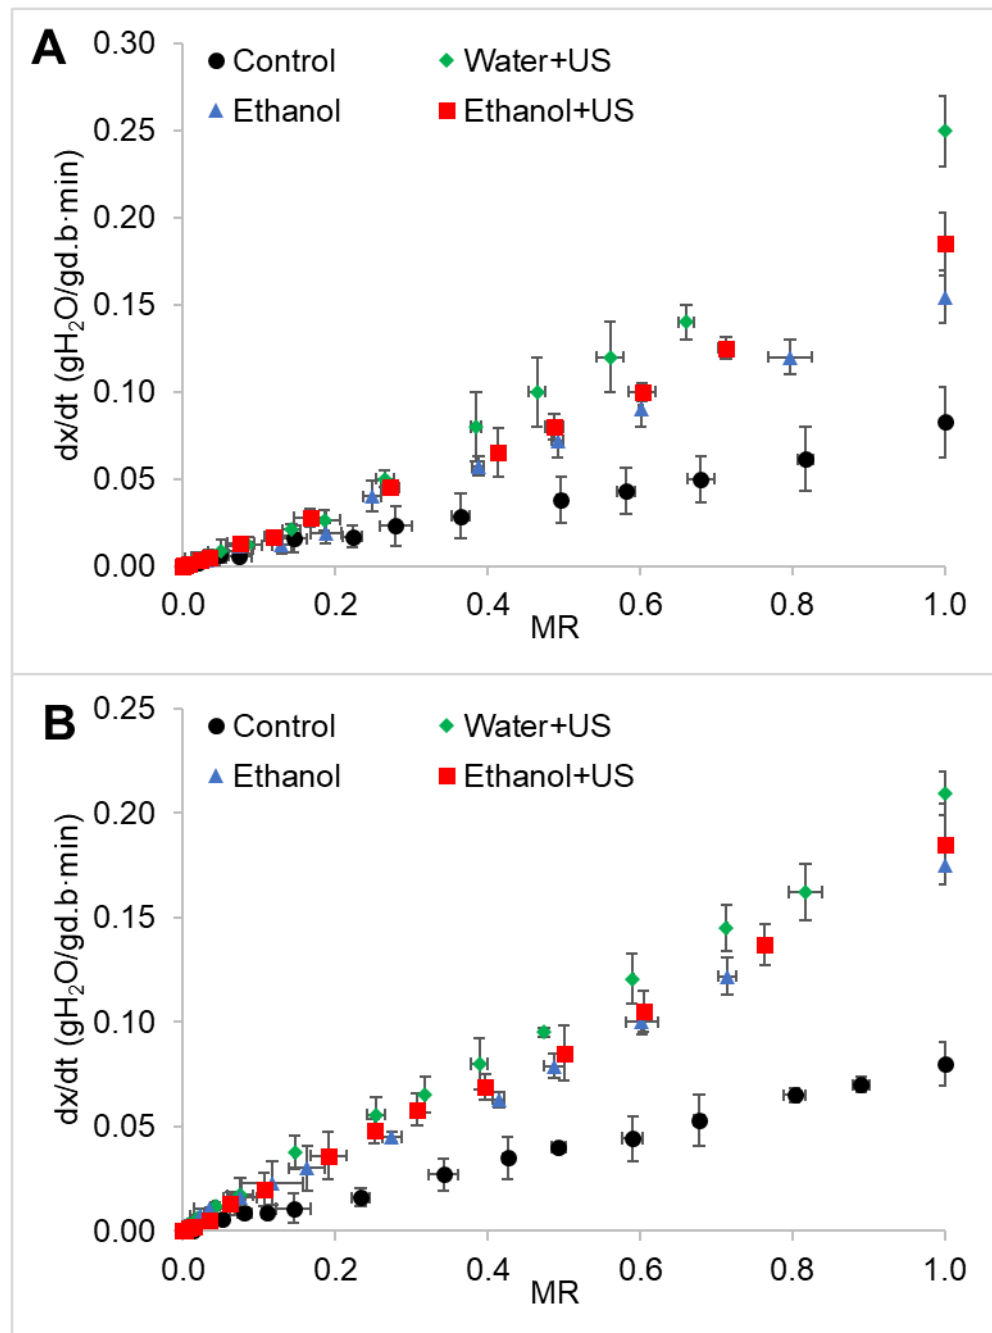 A
0.30
Control
Water+US
Ethanol
Ethanol+US
0.25
0.20
0.15
0.10
0.05
0.00
dx/dt (gH₂O/gd.b·min)
0.0 0.2 0.4 0.6 0.8 1.0
MR
B
0.25
Control
Water+US
Ethanol
Ethanol+US
0.20
0.15
0.10
0.05
0.00
dx/dt (gH₂O/gd.b·min)
0.0 0.2 0.4 0.6 0.8 1.0
MR